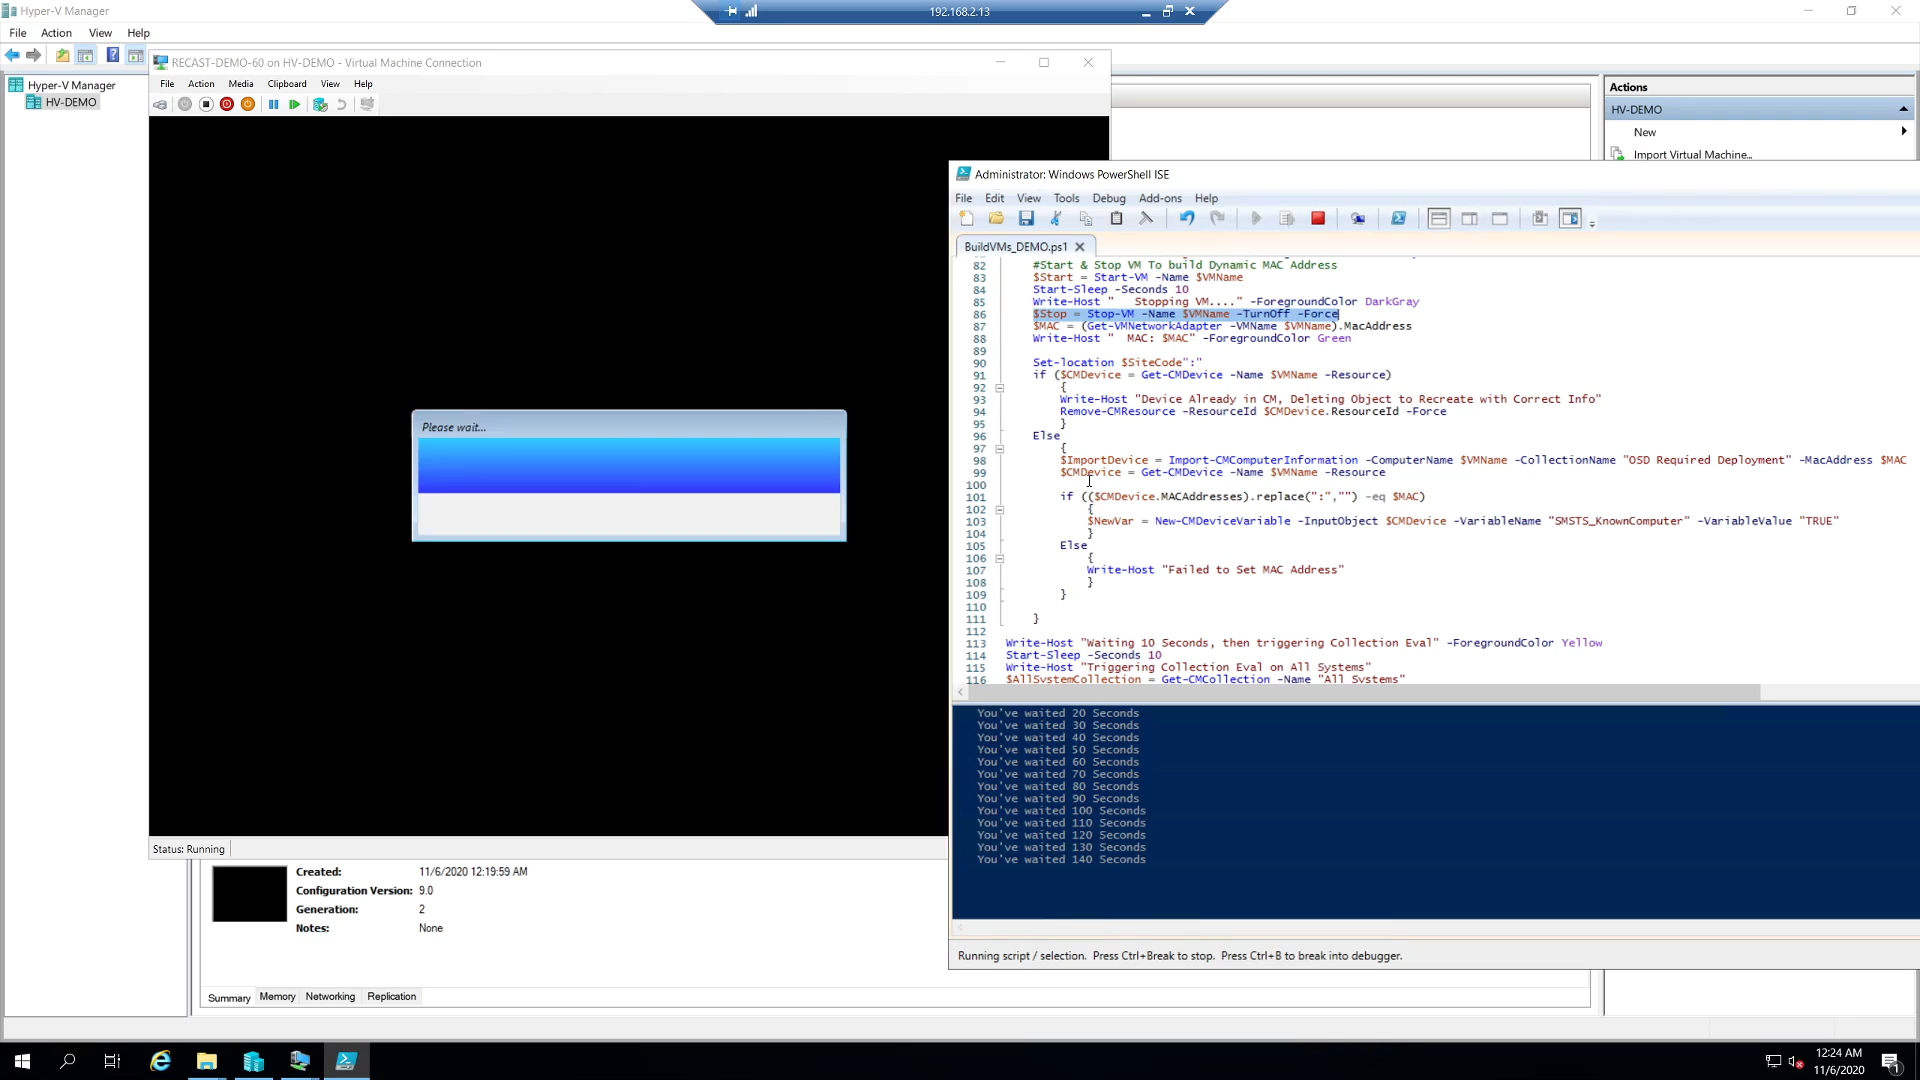 Hyper-V Manager
192.168.2.13
File Action View Help
RECAST-DEMO-60 on HV-DEMO - Virtual Machine Connection
File Action Media Clipboard View Help
Hyper-V Manager
HV-DEMO
Actions
HV-DEMO
New
Import Virtual Machine...
Please wait...
Status: Running
Administrator: Windows PowerShell ISE
File Edit View Tools Debug Add-ons Help
BuildVMs_DEMO.ps1
82 #Start & Stop VM To build Dynamic MAC Address
83 $Start = Start-VM -Name $VMName
84 Start-Sleep -Seconds 10
85 Write-Host "   Stopping VM...." -ForegroundColor DarkGray
86 $Stop = Stop-VM -Name $VMName -TurnOff -Force
87 $MAC = (Get-VMNetworkAdapter -VMName $VMName).MacAddress
88 Write-Host "  MAC: $MAC" -ForegroundColor Green
89
90 Set-location $SiteCode":"
91 if ($CMDevice = Get-CMDevice -Name $VMName -Resource)
92 {
93 Write-Host "Device Already in CM, Deleting Object to Recreate with Correct Info"
94 Remove-CMResource -ResourceId $CMDevice.ResourceId -Force
95 }
96 Else
97 {
98 $ImportDevice = Import-CMComputerInformation -ComputerName $VMName -CollectionName "OSD Required Deployment" -MacAddress $MAC
99 $CMDevice = Get-CMDevice -Name $VMName -Resource
100
101 if (($CMDevice.MACAddresses).replace(":","") -eq $MAC)
102 {
103 $NewVar = New-CMDeviceVariable -InputObject $CMDevice -VariableName "SMSTS_KnownComputer" -VariableValue "TRUE"
104 }
105 Else
106 {
107 Write-Host "Failed to Set MAC Address"
108 }
109 }
110
111 }
112
113 Write-Host "Waiting 10 Seconds, then triggering Collection Eval" -ForegroundColor Yellow
114 Start-Sleep -Seconds 10
115 Write-Host "Triggering Collection Eval on All Systems"
116 $AllSystemCollection = Get-CMCollection -Name "All Systems"
You've waited 20 Seconds
You've waited 30 Seconds
You've waited 40 Seconds
You've waited 50 Seconds
You've waited 60 Seconds
You've waited 70 Seconds
You've waited 80 Seconds
You've waited 90 Seconds
You've waited 100 Seconds
You've waited 110 Seconds
You've waited 120 Seconds
You've waited 130 Seconds
You've waited 140 Seconds
Running script / selection.  Press Ctrl+Break to stop.  Press Ctrl+B to break into debugger.
Created: 11/6/2020 12:19:59 AM
Configuration Version: 9.0
Generation: 2
Notes: None
Summary Memory Networking Replication
12:24 AM
11/6/2020
1